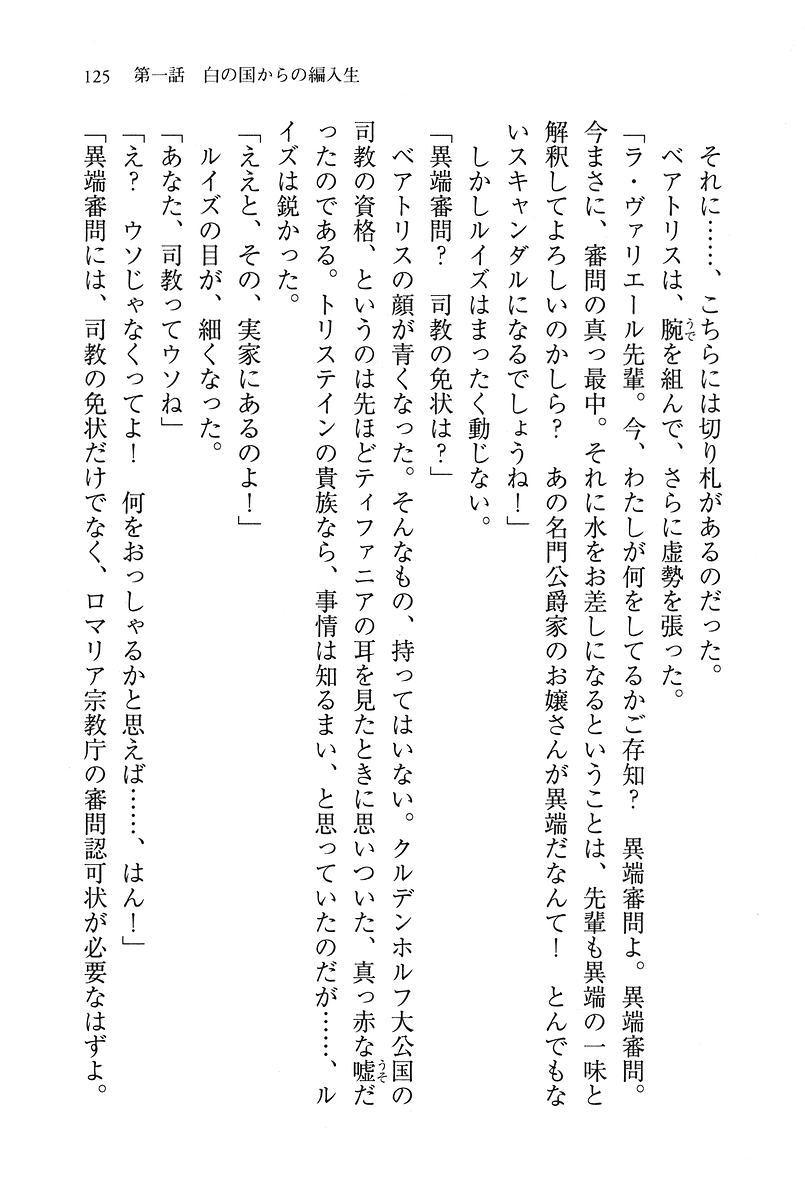 125　第一話　白の国からの編入生
それに……、こちらには切り札があるのだった。
ベアトリスは、腕を組んで、さらに虚勢を張った。
「ラ・ヴァリエール先輩。今、わたしが何をしてるかご存知？　異端審問よ。異端審問。
今まさに、審問の真っ最中。それに水をお差しになるということは、先輩も異端の一味と
解釈してよろしいのかしら？　あの名門公爵家のお嬢さんが異端だなんて！　とんでもな
いスキャンダルになるでしょうね！」
しかしルイズはまったく動じない。
「異端審問？　司教の免状は？」
ベアトリスの顔が青くなった。そんなもの、持ってはいない。クルデンホルフ大公国の
司教の資格、というのは先ほどティファニアの耳を見たときに思いついた、真っ赤な嘘だ
ったのである。トリステインの貴族なら、事情は知るまい、と思っていたのだが……、ル
イズは鋭かった。
「ええと、その、実家にあるのよ！」
ルイズの目が、細くなった。
「あなた、司教ってウソね」
「え？　ウソじゃなくってよ！　何をおっしゃるかと思えば……、はん！」
「異端審問には、司教の免状だけでなく、ロマリア宗教庁の審問認可状が必要なはずよ。